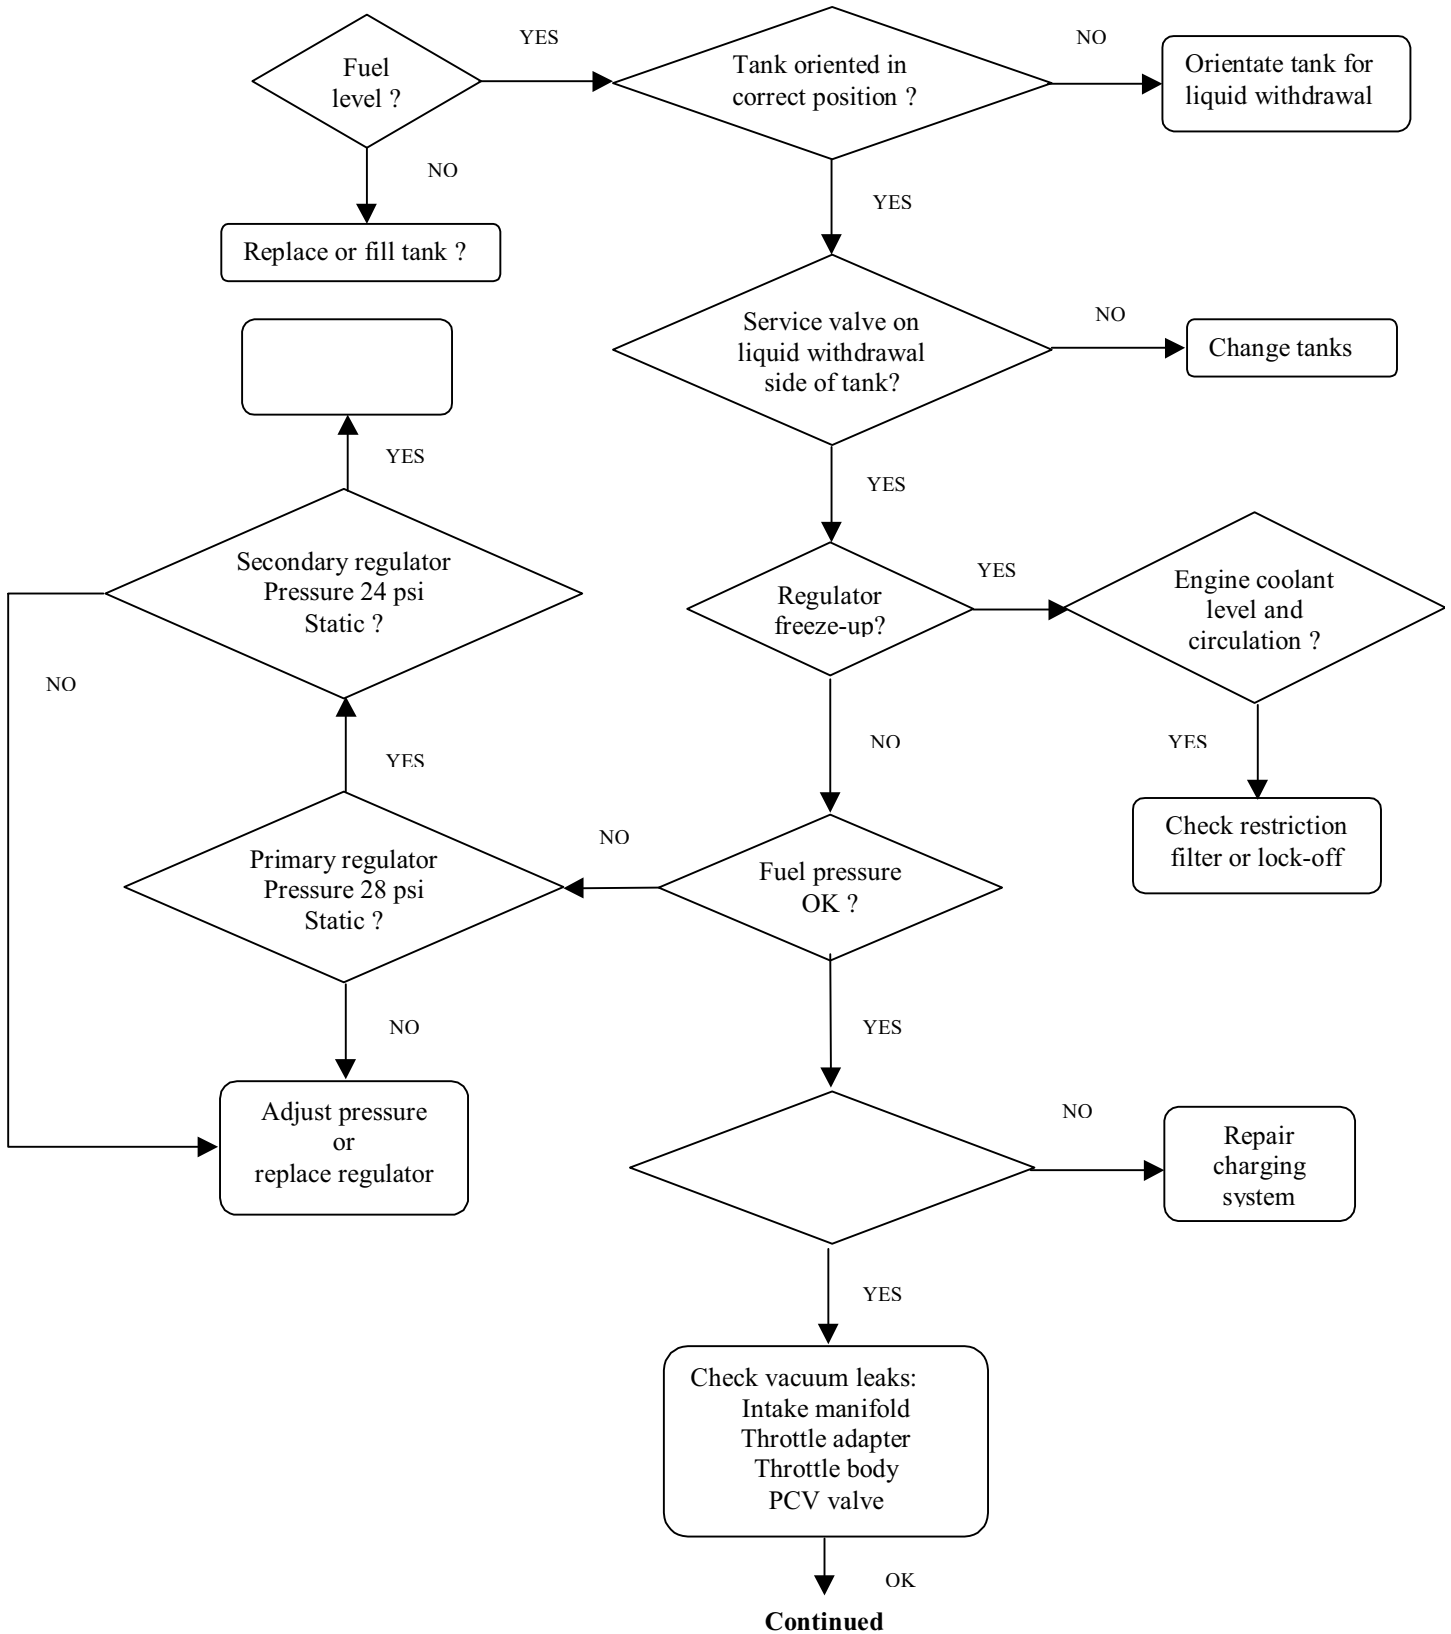 YES
NO
Fuel
level ?
Tank oriented in
correct position ?
Orientate tank for
liquid withdrawal
NO
YES
Replace or fill tank ?
Service valve on
liquid withdrawal
side of tank?
NO
Change tanks
YES
YES
Secondary regulator
Pressure 24 psi
Static ?
Regulator
freeze-up?
YES
Engine coolant
level and
circulation ?
NO
YES
NO
YES
Check restriction
filter or lock-off
Primary regulator
Pressure 28 psi
Static ?
NO
Fuel pressure
OK ?
NO
YES
Adjust pressure
or
replace regulator
NO
Repair
charging
system
YES
Check vacuum leaks:
Intake manifold
Throttle adapter
Throttle body
PCV valve
OK
Continued